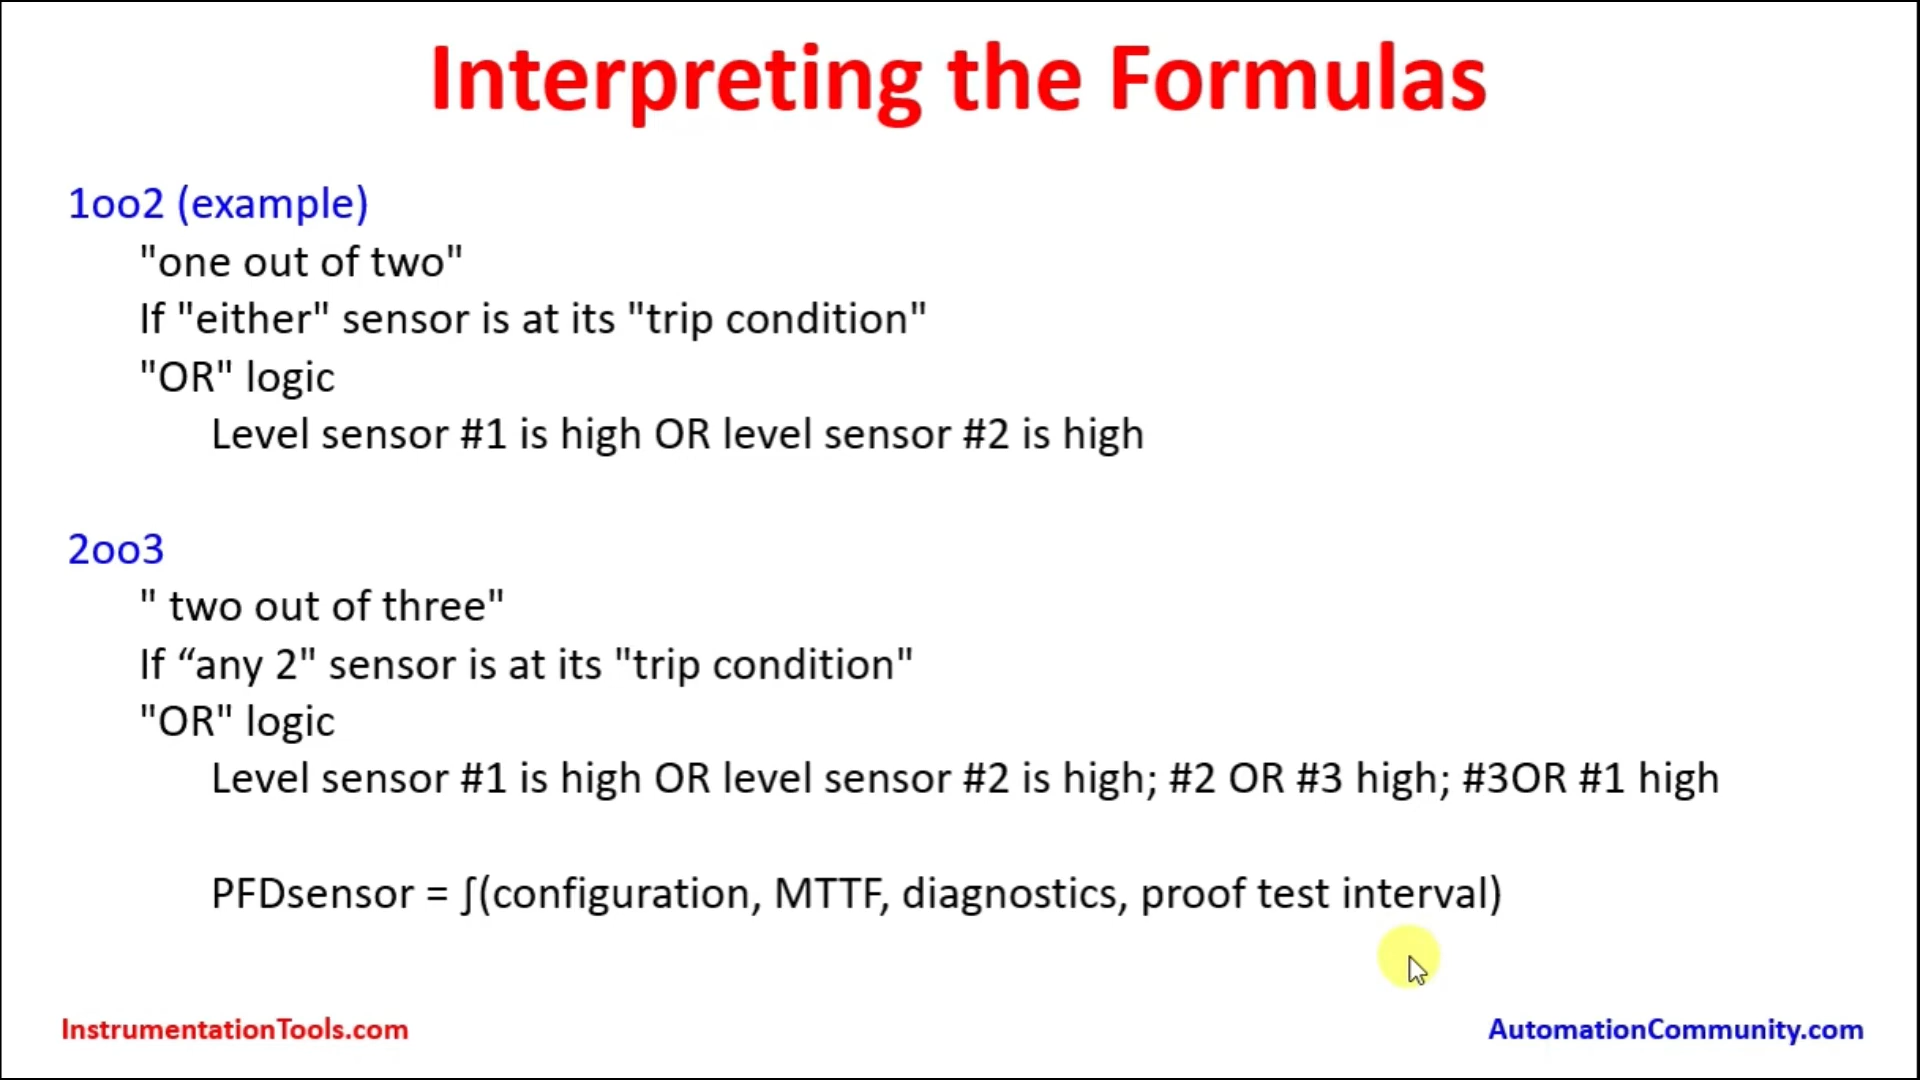 Interpreting the Formulas
1oo2 (example)
"one out of two"
If "either" sensor is at its "trip condition"
"OR" logic
Level sensor #1 is high OR level sensor #2 is high
2oo3
" two out of three"
If “any 2" sensor is at its "trip condition"
"OR" logic
Level sensor #1 is high OR level sensor #2 is high; #2 OR #3 high; #3OR #1 high
PFDsensor = ∫(configuration, MTTF, diagnostics, proof test interval)
InstrumentationTools.com
AutomationCommunity.com